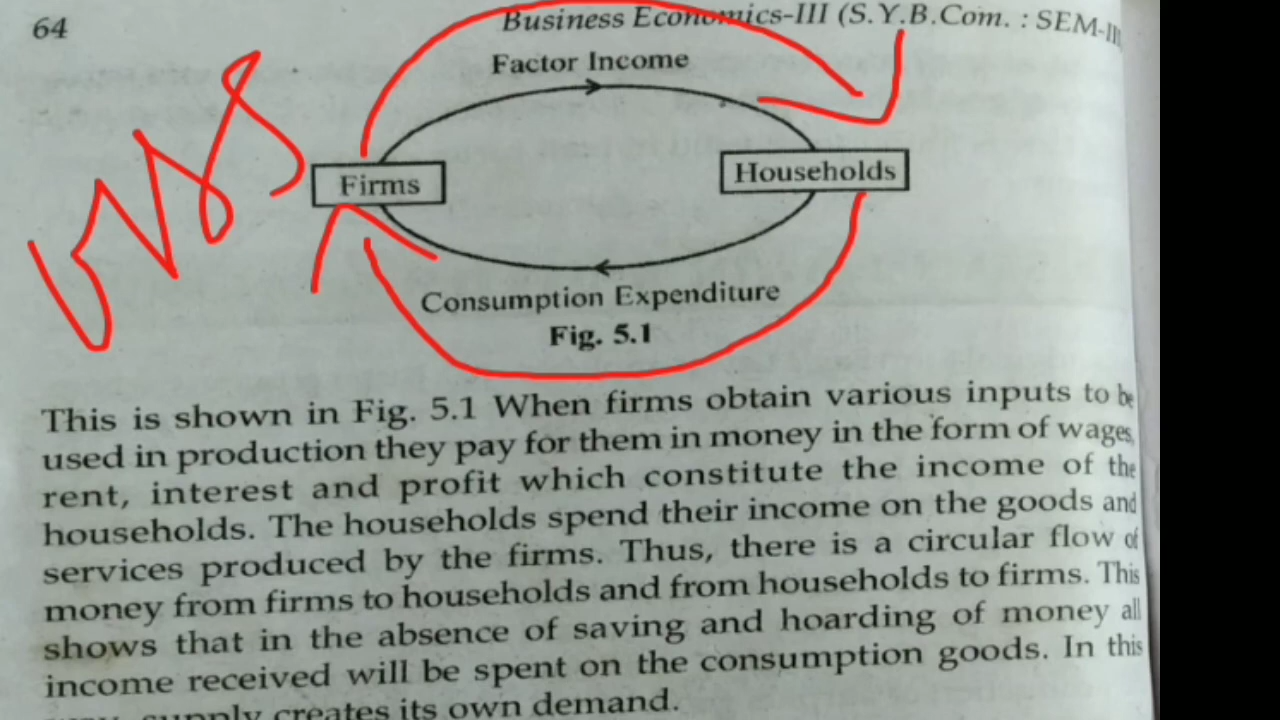 64
Business Economics-III (S.Y.B.Com. : SEM-III
Factor Income
Firms
Households
Consumption Expenditure
Fig. 5.1
This is shown in Fig. 5.1 When firms obtain various inputs to be
used in production they pay for them in money in the form of wages,
rent, interest and profit which constitute the income of the
households. The households spend their income on the goods and
services produced by the firms. Thus, there is a circular flow of
money from firms to households and from households to firms. This
shows that in the absence of saving and hoarding of money all
income received will be spent on the consumption goods. In this
supply creates its own demand.